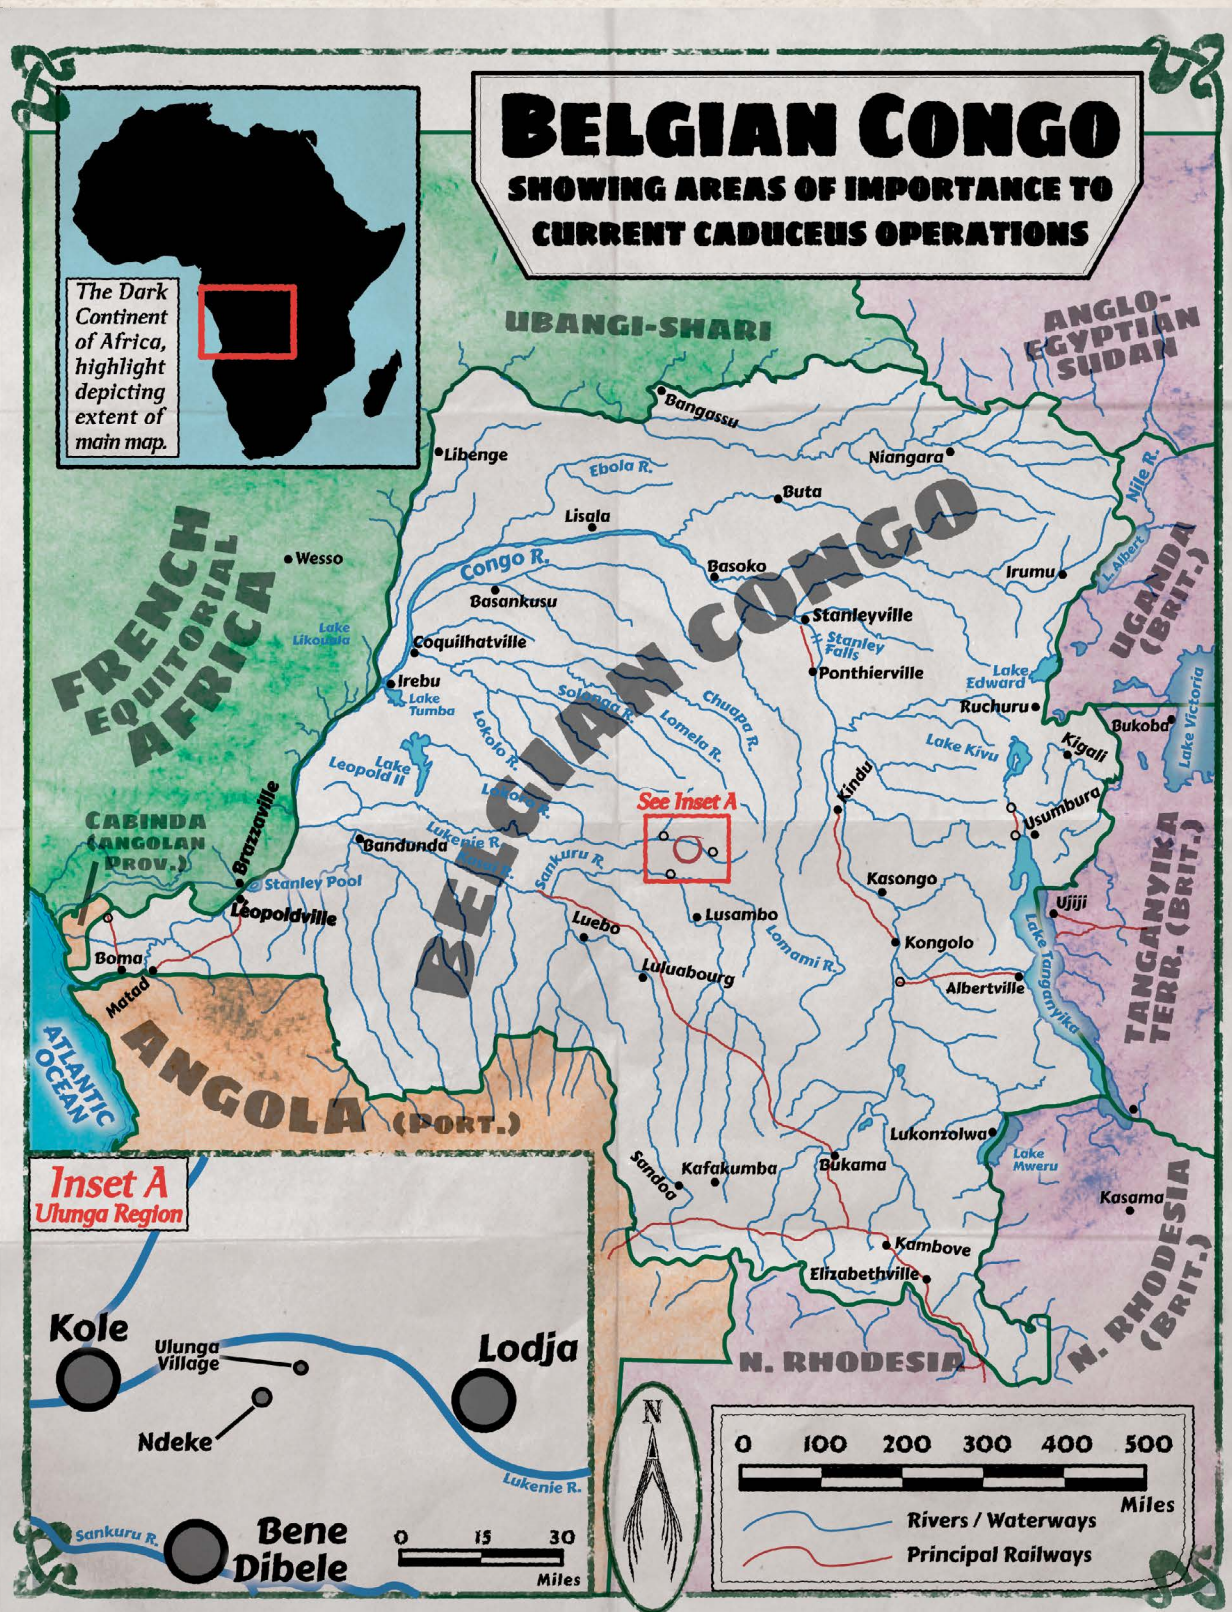 BELGIAN CONGO
SHOWING AREAS OF IMPORTANCE TO
CURRENT CADUCEUS OPERATIONS
The Dark
Continent
of Africa,
highlight
depicting
extent of
main map.
UBANGI-SHARI
ANGLO-
EGYPTIAN
SUDAN
Bangassu
Libenge
Niangara
Ebola R.
Nile R.
Buta
Lisala
FRENCH
EQUITORIAL
AFRICA
Wesso
Congo R.
Basoko
Irumu
L. Albert
UGANDA
(BRIT.)
Basankusu
BELGIAN CONGO
Stanleyville
Lake
Likouala
Coquilhatville
Stanley
Falls
Ponthierville
Lake
Edward
Irebu
Lake
Tumba
Solonga R.
Chuapa R.
Ruchuru
Lake Victoria
Bukoba
Lokolo R.
Lomela R.
Lake Kivu
Kigali
Lake
Leopold II
Kindu
Lokoro R.
See Inset A
Usumbura
CABINDA
(ANGOLAN
PROV.)
Brazzaville
Bandunda
Lukenie R.
Kasai R.
Sankuru R.
TANGANYIKA
TERR. (BRIT.)
Stanley Pool
Kasongo
Ujiji
Léopoldville
Luebo
Lusambo
Lomami R.
Kongolo
Lake Tanganyika
Boma
Matad
Luluabourg
Albertville
ATLANTIC
OCEAN
ANGOLA (PORT.)
Lukonzolwa
Lake
Mweru
Sandoa
Kafakumba
Bukama
Kasama
N. RHODESIA
(BRIT.)
Kambove
Elizabethville
N. RHODESIA
Inset A
Ulunga Region
Kole
Ulunga
Village
Lodja
Ndeke
Lukenie R.
Sankuru R.
Bene
Dibele
0 15 30
Miles
N
0 100 200 300 400 500
Miles
Rivers / Waterways
Principal Railways